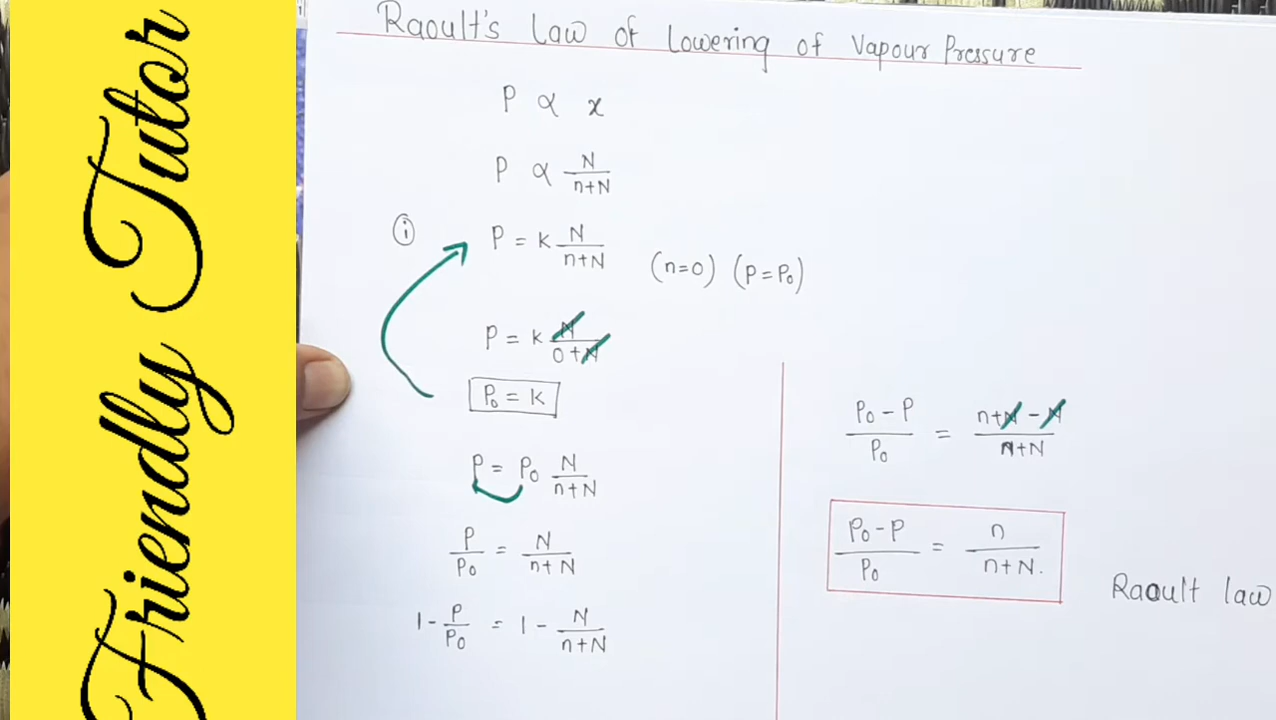 Friendly Tutor
Raoult's Law of Lowering of Vapour Pressure
P ∝ x
P ∝ N/(n+N)
(i) P = k N/(n+N) (n=0) (P=P₀)
P = k N/(0+N)
P₀ = k
P = P₀ N/(n+N)
P/P₀ = N/(n+N)
1 - P/P₀ = 1 - N/(n+N)
(P₀-P)/P₀ = (n+N-N)/(n+N)
(P₀-P)/P₀ = n/(n+N).
Raoult law